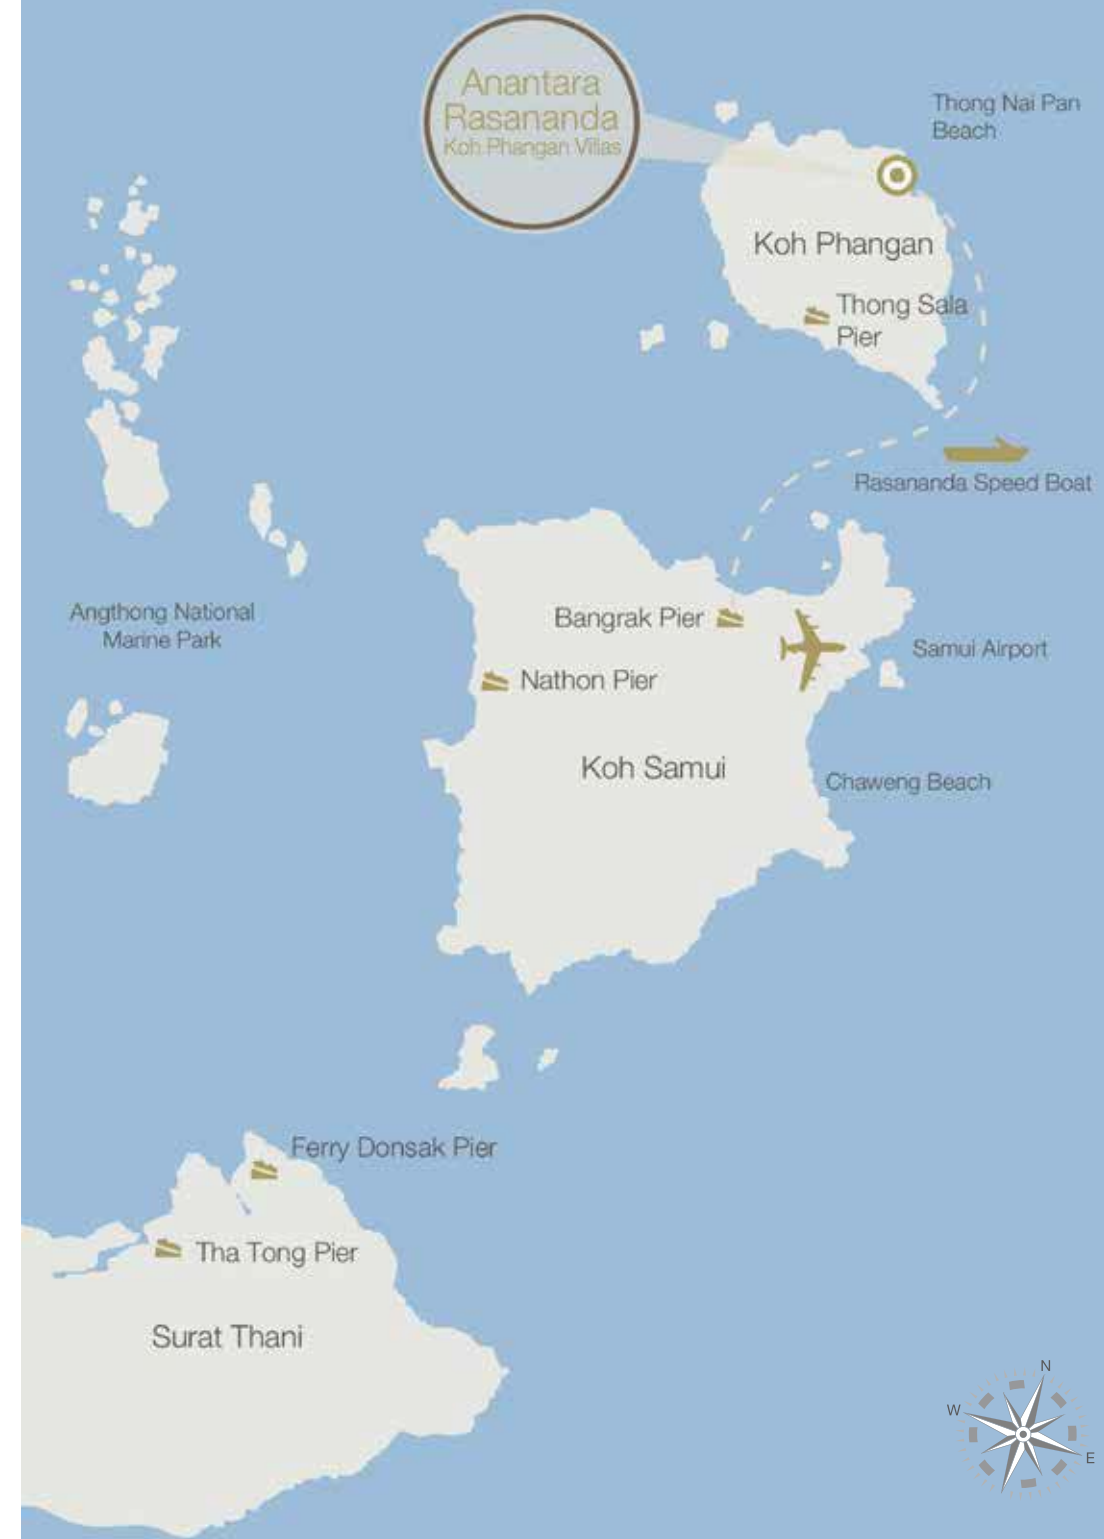 Anantara
Rasananda
Koh Phangan Villas
Thong Nai Pan
Beach
Koh Phangan
Thong Sala
Pier
Rasananda Speed Boat
Angthong National
Marine Park
Bangrak Pier
Samui Airport
Nathon Pier
Koh Samui
Chaweng Beach
Ferry Donsak Pier
Tha Tong Pier
Surat Thani
N
W
E